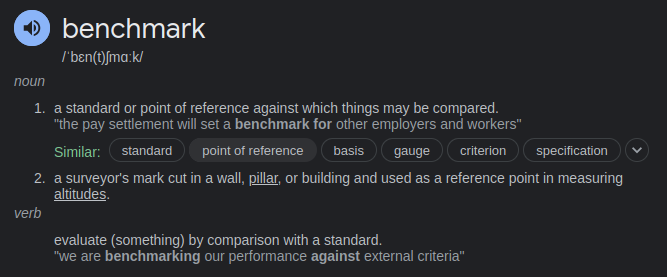 benchmark
/ˈbɛn(t)ʃmɑːk/
noun
1. a standard or point of reference against which things may be compared.
"the pay settlement will set a benchmark for other employers and workers"
Similar: standard point of reference basis gauge criterion specification
2. a surveyor's mark cut in a wall, pillar, or building and used as a reference point in measuring
altitudes.
verb
evaluate (something) by comparison with a standard.
"we are benchmarking our performance against external criteria"